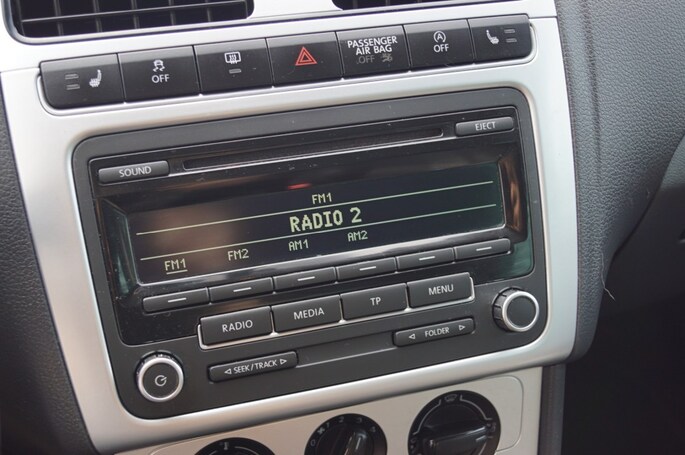 OFF
PASSENGER
AIR BAG
OFF
OFF
SOUND
EJECT
FM1
RADIO 2
FM1 FM2 AM1 AM2
RADIO MEDIA TP MENU
SEEK/TRACK
FOLDER